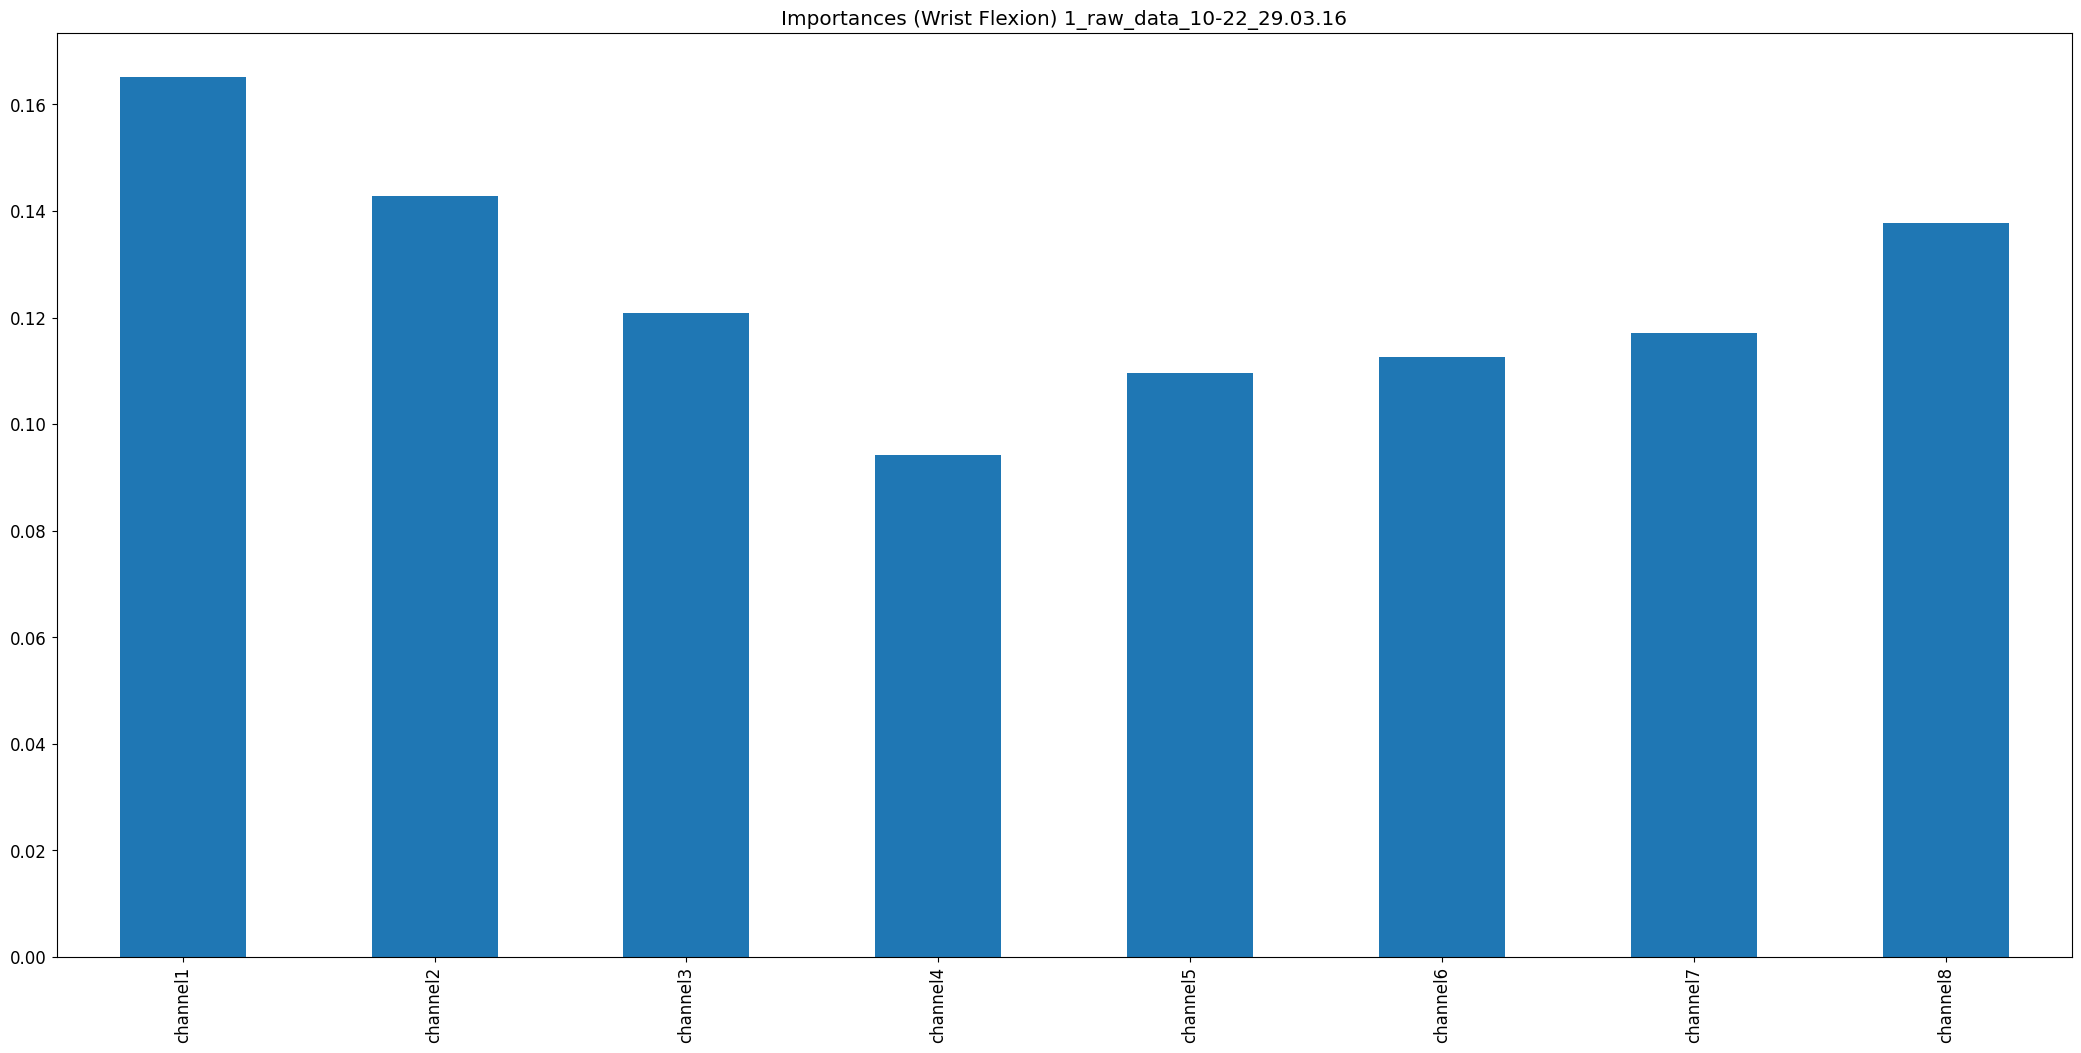 Importances (Wrist Flexion) 1_raw_data_10-22_29.03.16
0.16
0.14
0.12
0.10
0.08
0.06
0.04
0.02
0.00
channel1
channel2
channel3
channel4
channel5
channel6
channel7
channel8